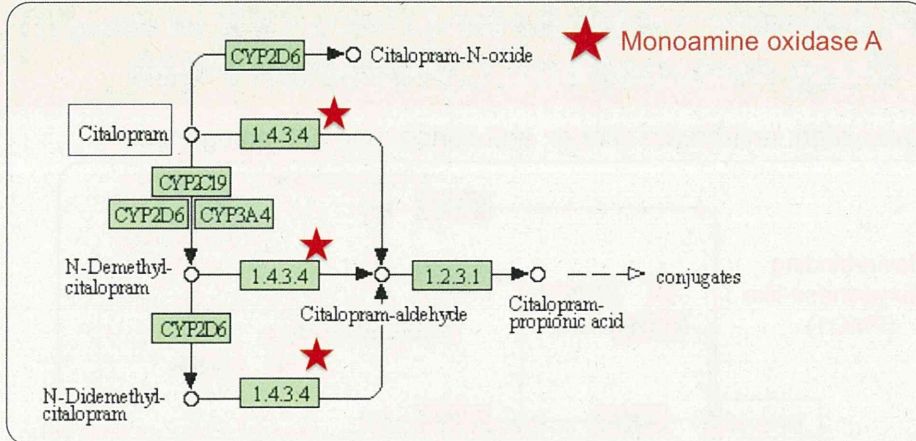 CYP2D6
Citalopram-N-oxide
Monoamine oxidase A
Citalopram
1.4.3.4
CYP2C19
CYP2D6 CYP3A4
N-Demethyl-
citalopram
1.4.3.4
1.2.3.1
conjugates
Citalopram-aldehyde
Citalopram-
propionic acid
CYP2D6
N-Didemethyl-
citalopram
1.4.3.4